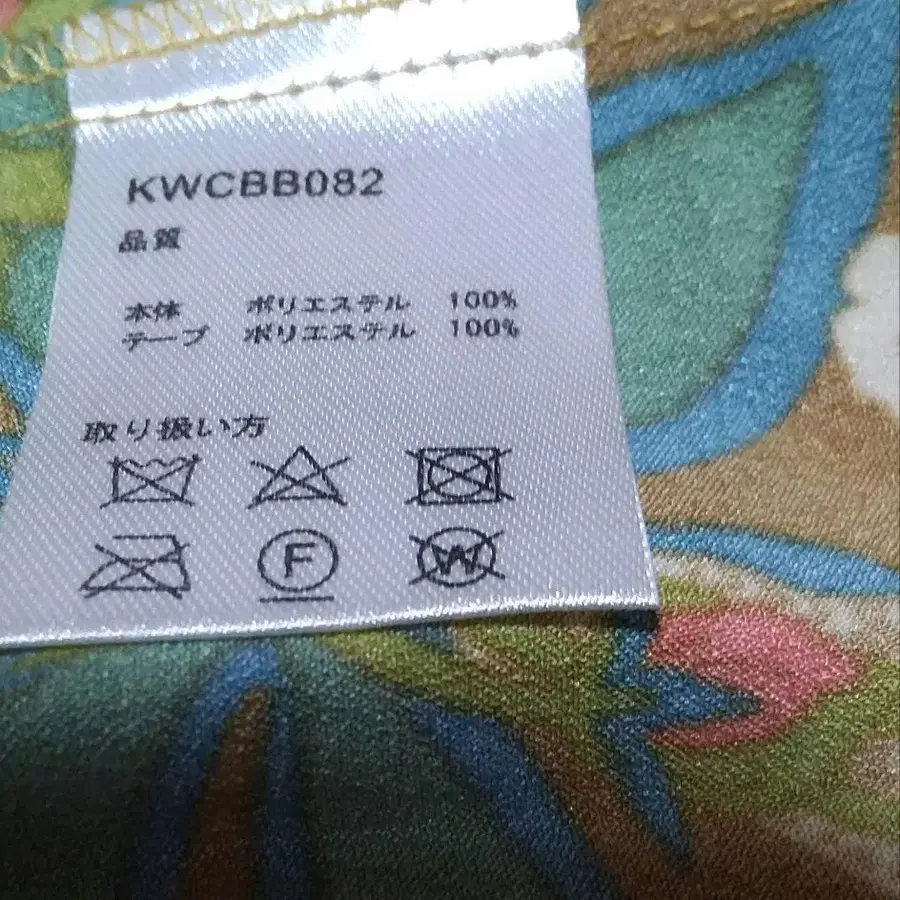 KWCBB082
品質
本体 ポリエステル 100%
テープ ポリエステル 100%
取り扱い方
F W